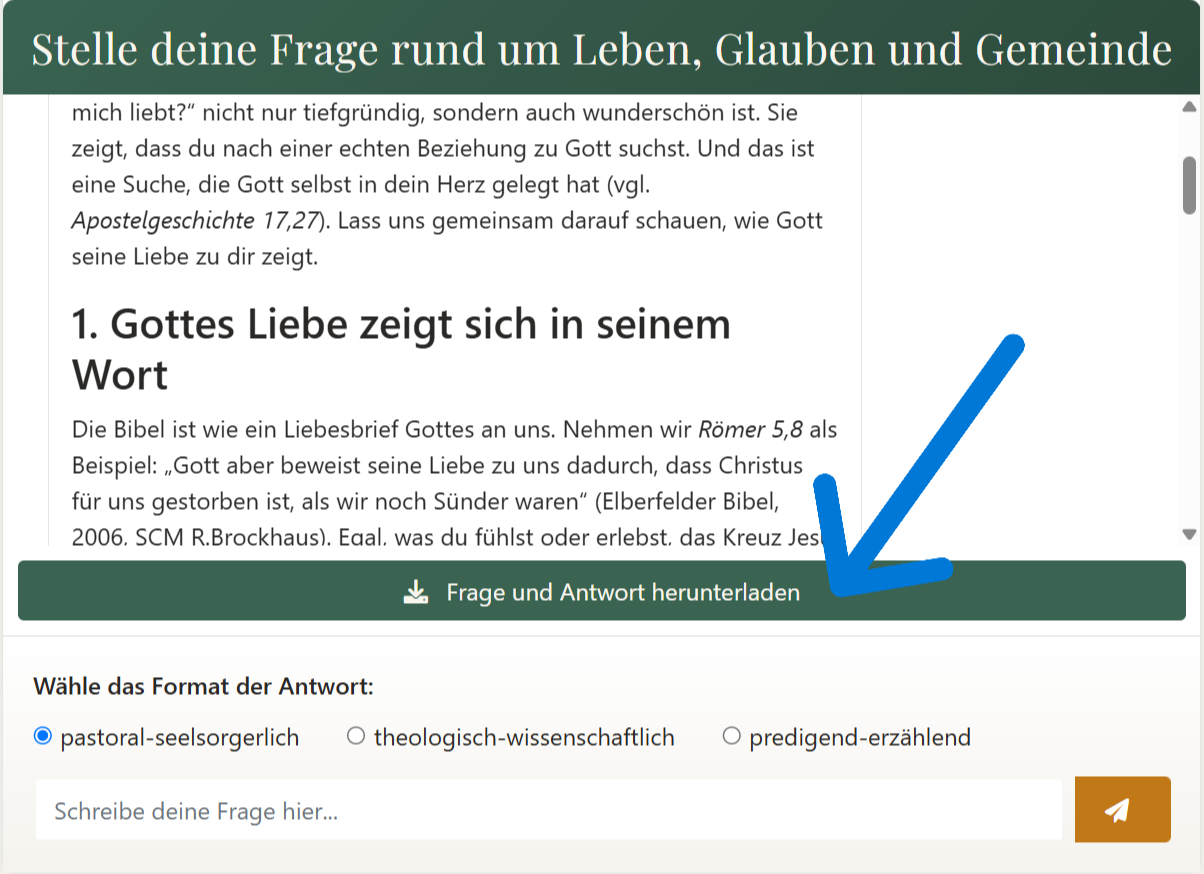 Stelle deine Frage rund um Leben, Glauben und Gemeinde
mich liebt?“ nicht nur tiefgründig, sondern auch wunderschön ist. Sie
zeigt, dass du nach einer echten Beziehung zu Gott suchst. Und das ist
eine Suche, die Gott selbst in dein Herz gelegt hat (vgl.
Apostelgeschichte 17,27). Lass uns gemeinsam darauf schauen, wie Gott
seine Liebe zu dir zeigt.
1. Gottes Liebe zeigt sich in seinem
Wort
Die Bibel ist wie ein Liebesbrief Gottes an uns. Nehmen wir Römer 5,8 als
Beispiel: „Gott aber beweist seine Liebe zu uns dadurch, dass Christus
für uns gestorben ist, als wir noch Sünder waren“ (Elberfelder Bibel,
2006, SCM R.Brockhaus). Egal, was du fühlst oder erlebst, das Kreuz
Frage und Antwort herunterladen
Wähle das Format der Antwort:
pastoral-seelsorgerlich theologisch-wissenschaftlich predigend-erzählend
Schreibe deine Frage hier...